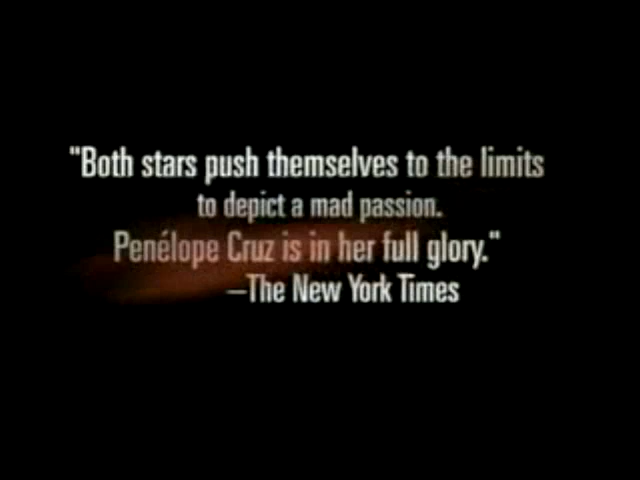 "Both stars push themselves to the limits
to depict a mad passion.
Penélope Cruz is in her full glory."
–The New York Times